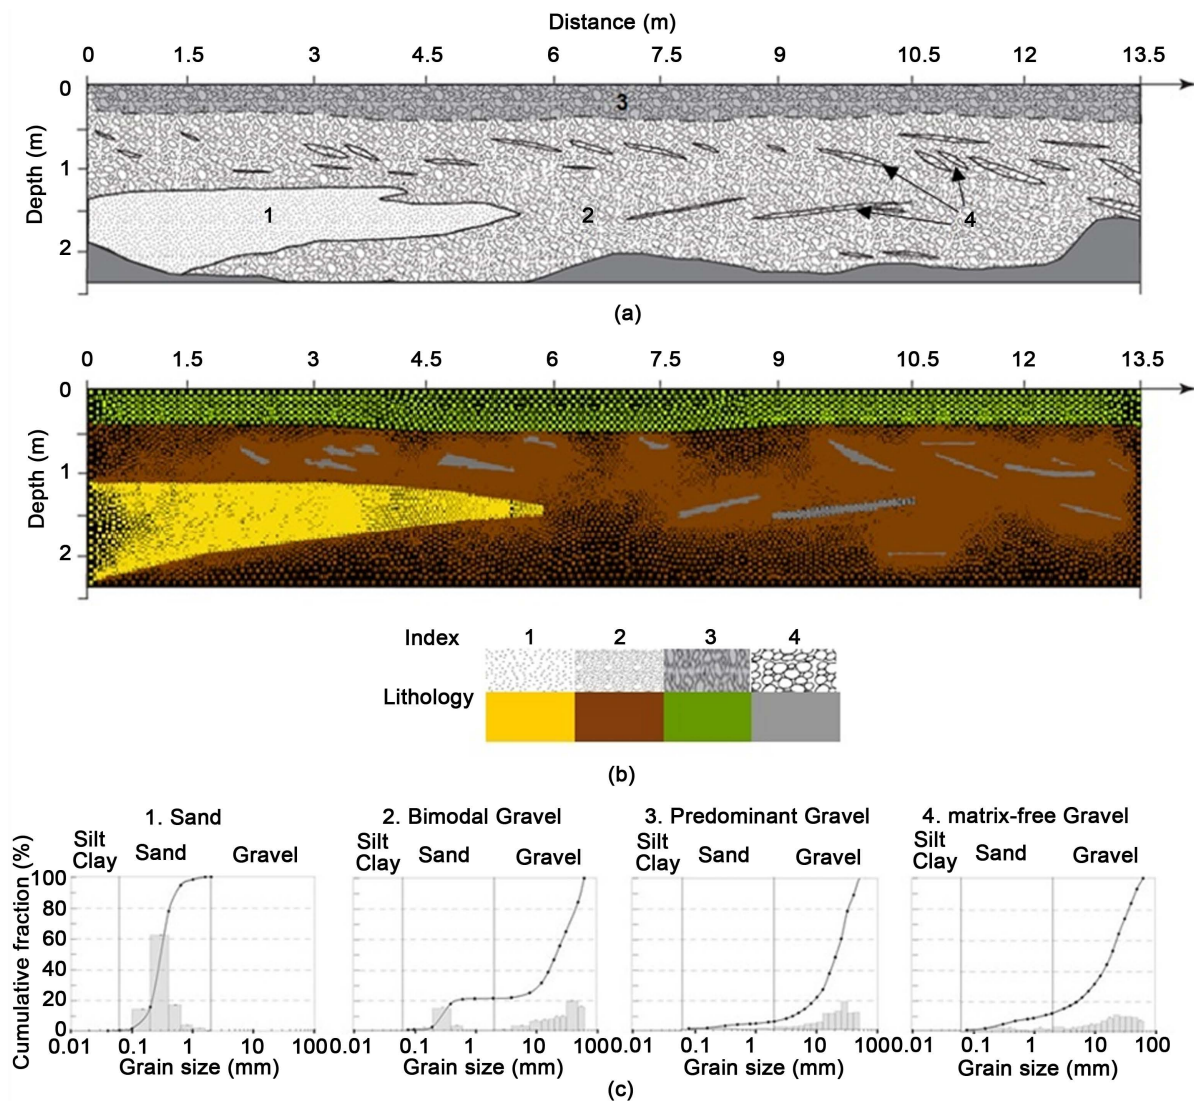 Distance (m)
0 1.5 3 4.5 6 7.5 9 10.5 12 13.5
Depth (m)
0
1
2
3
1
2
4
(a)
0 1.5 3 4.5 6 7.5 9 10.5 12 13.5
Depth (m)
0
1
2
Index 1 2 3 4
Lithology
(b)
1. Sand 2. Bimodal Gravel 3. Predominant Gravel 4. matrix-free Gravel
Silt Clay Sand Gravel
Silt Clay Sand Gravel
Silt Clay Sand Gravel
Silt Clay Sand Gravel
Cumulative fraction (%)
100
80
60
40
20
0
0.01 0.1 1 10 100
0.01 0.1 1 10 100
0.01 0.1 1 10 100
0.01 0.1 1 10 100
Grain size (mm) Grain size (mm) Grain size (mm) Grain size (mm)
(c)